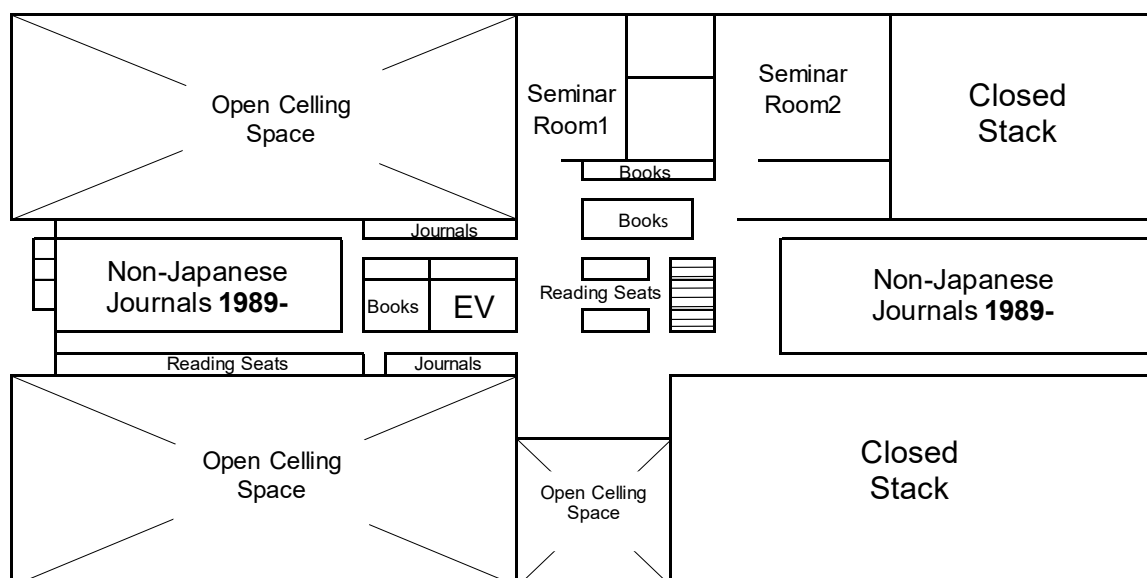 Open Celling
Space
Seminar
Room1
Seminar
Room2
Closed
Stack
Books
Books
Journals
Non-Japanese
Journals 1989-
Books
EV
Reading Seats
Non-Japanese
Journals 1989-
Reading Seats
Journals
Open Celling
Space
Open Celling
Space
Closed
Stack